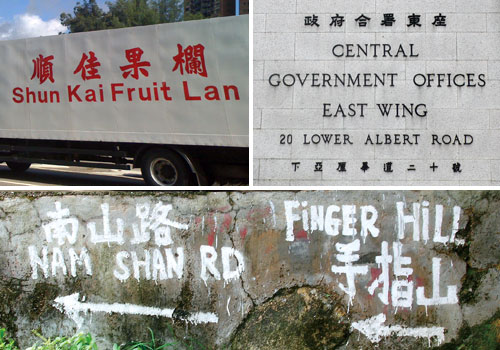 順佳果欄
Shun Kai Fruit Lan
政府合署東座
CENTRAL
GOVERNMENT OFFICES
EAST WING
20 LOWER ALBERT ROAD
下亞厘畢道二十號
南山路
NAM SHAN RD
FiNGER HiLL
手指山